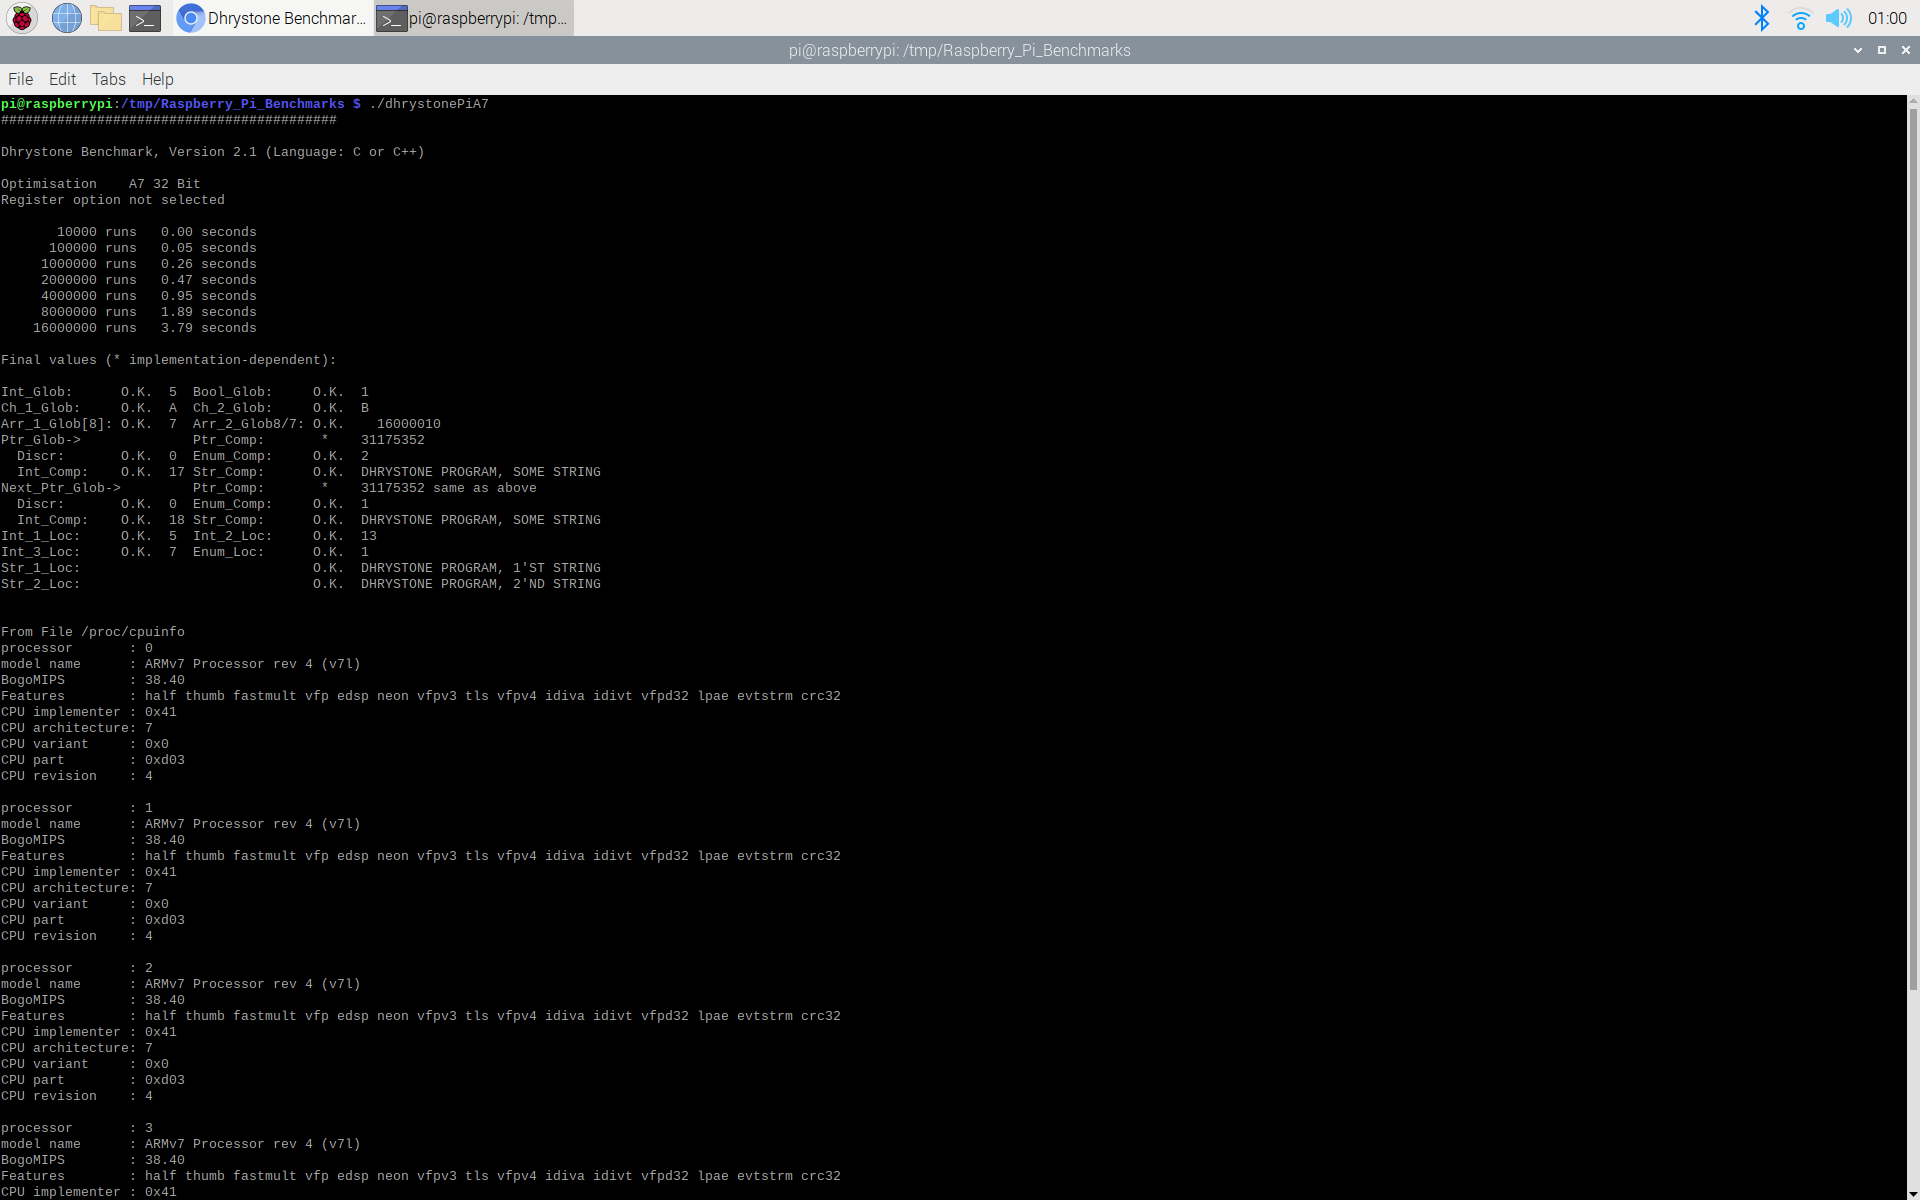 Dhrystone Benchmar... pi@raspberrypi: /tmp... 01:00
pi@raspberrypi: /tmp/Raspberry_Pi_Benchmarks
File Edit Tabs Help
pi@raspberrypi:/tmp/Raspberry_Pi_Benchmarks $ ./dhrystonePiA7
##########################################
Dhrystone Benchmark, Version 2.1 (Language: C or C++)
Optimisation    A7 32 Bit
Register option not selected
       10000 runs   0.00 seconds
      100000 runs   0.05 seconds
     1000000 runs   0.26 seconds
     2000000 runs   0.47 seconds
     4000000 runs   0.95 seconds
     8000000 runs   1.89 seconds
    16000000 runs   3.79 seconds
Final values (* implementation-dependent):
Int_Glob:      O.K.  5  Bool_Glob:     O.K.  1
Ch_1_Glob:     O.K.  A  Ch_2_Glob:     O.K.  B
Arr_1_Glob[8]: O.K.  7  Arr_2_Glob8/7: O.K.    16000010
Ptr_Glob->              Ptr_Comp:       *    31175352
  Discr:       O.K.  0  Enum_Comp:     O.K.  2
  Int_Comp:    O.K.  17 Str_Comp:      O.K.  DHRYSTONE PROGRAM, SOME STRING
Next_Ptr_Glob->         Ptr_Comp:       *    31175352 same as above
  Discr:       O.K.  0  Enum_Comp:     O.K.  1
  Int_Comp:    O.K.  18 Str_Comp:      O.K.  DHRYSTONE PROGRAM, SOME STRING
Int_1_Loc:     O.K.  5  Int_2_Loc:     O.K.  13
Int_3_Loc:     O.K.  7  Enum_Loc:      O.K.  1
Str_1_Loc:                             O.K.  DHRYSTONE PROGRAM, 1'ST STRING
Str_2_Loc:                             O.K.  DHRYSTONE PROGRAM, 2'ND STRING
From File /proc/cpuinfo
processor       : 0
model name      : ARMv7 Processor rev 4 (v7l)
BogoMIPS        : 38.40
Features        : half thumb fastmult vfp edsp neon vfpv3 tls vfpv4 idiva idivt vfpd32 lpae evtstrm crc32
CPU implementer : 0x41
CPU architecture: 7
CPU variant     : 0x0
CPU part        : 0xd03
CPU revision    : 4
processor       : 1
model name      : ARMv7 Processor rev 4 (v7l)
BogoMIPS        : 38.40
Features        : half thumb fastmult vfp edsp neon vfpv3 tls vfpv4 idiva idivt vfpd32 lpae evtstrm crc32
CPU implementer : 0x41
CPU architecture: 7
CPU variant     : 0x0
CPU part        : 0xd03
CPU revision    : 4
processor       : 2
model name      : ARMv7 Processor rev 4 (v7l)
BogoMIPS        : 38.40
Features        : half thumb fastmult vfp edsp neon vfpv3 tls vfpv4 idiva idivt vfpd32 lpae evtstrm crc32
CPU implementer : 0x41
CPU architecture: 7
CPU variant     : 0x0
CPU part        : 0xd03
CPU revision    : 4
processor       : 3
model name      : ARMv7 Processor rev 4 (v7l)
BogoMIPS        : 38.40
Features        : half thumb fastmult vfp edsp neon vfpv3 tls vfpv4 idiva idivt vfpd32 lpae evtstrm crc32
CPU implementer : 0x41